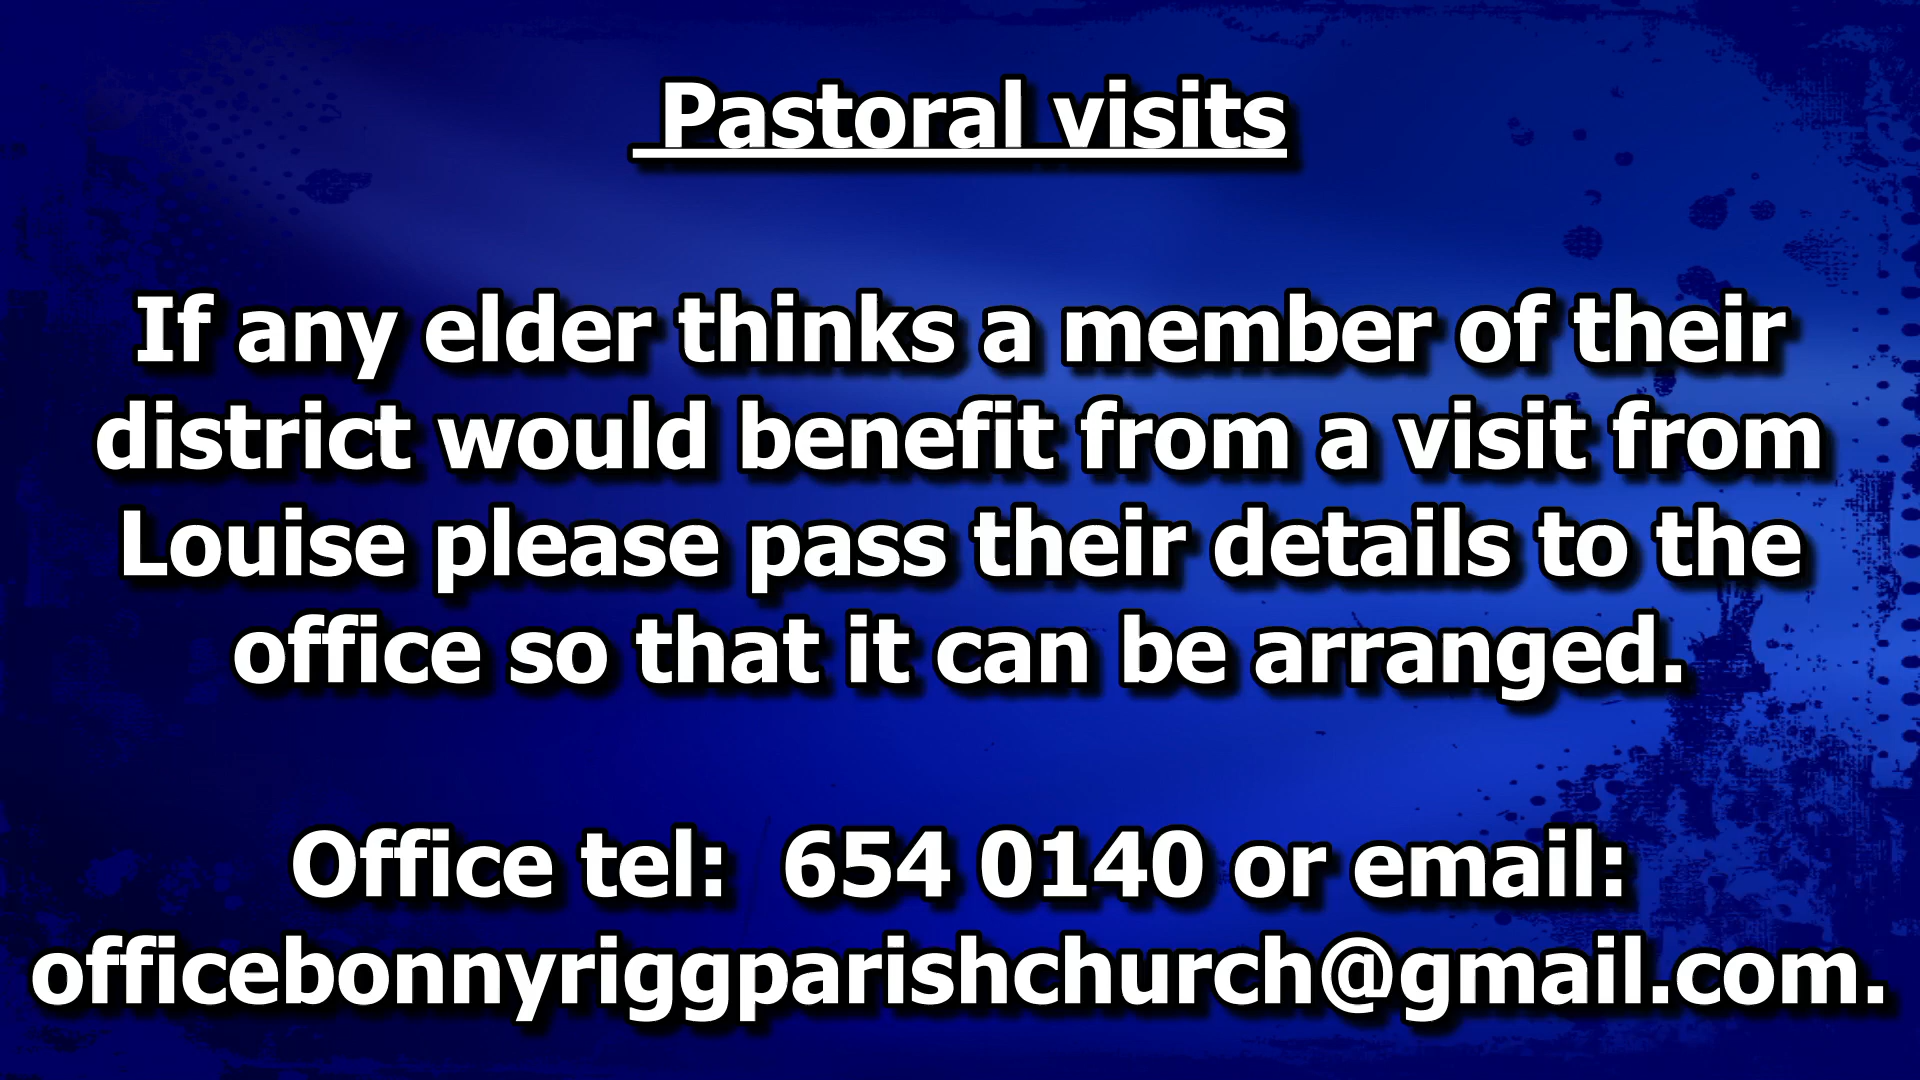 Pastoral visits
If any elder thinks a member of their
district would benefit from a visit from
Louise please pass their details to the
office so that it can be arranged.
Office tel:  654 0140 or email:
officebonnyriggparishchurch@gmail.com.